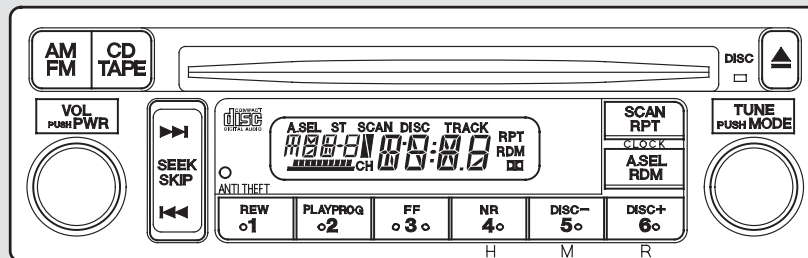 AM
FM
CD
TAPE
DISC
VOL
PUSH PWR
SEEK
SKIP
COMPACT
disc
DIGITAL AUDIO
ANTI THEFT
A.SEL ST SCAN DISC TRACK
RPT
RDM
CH
SCAN
RPT
CLOCK
A.SEL
RDM
TUNE
PUSH MODE
REW
1
PLAYPROG
2
FF
3
NR
4
DISC−
5
DISC+
6
H M R